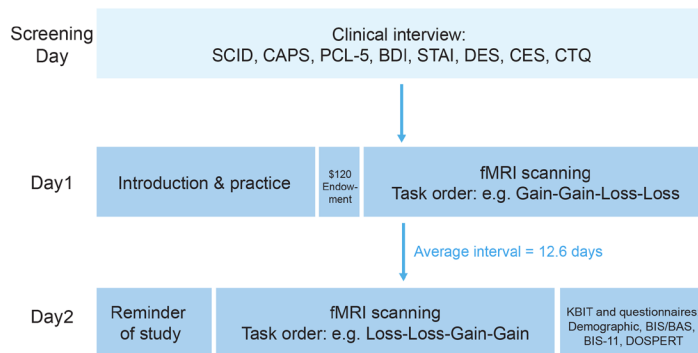 Screening
Day
Clinical interview:
SCID, CAPS, PCL-5, BDI, STAI, DES, CES, CTQ
Day1
Introduction & practice
$120
Endow-
ment
fMRI scanning
Task order: e.g. Gain-Gain-Loss-Loss
Average interval = 12.6 days
Day2
Reminder
of study
fMRI scanning
Task order: e.g. Loss-Loss-Gain-Gain
KBIT and questionnaires
Demographic, BIS/BAS,
BIS-11, DOSPERT